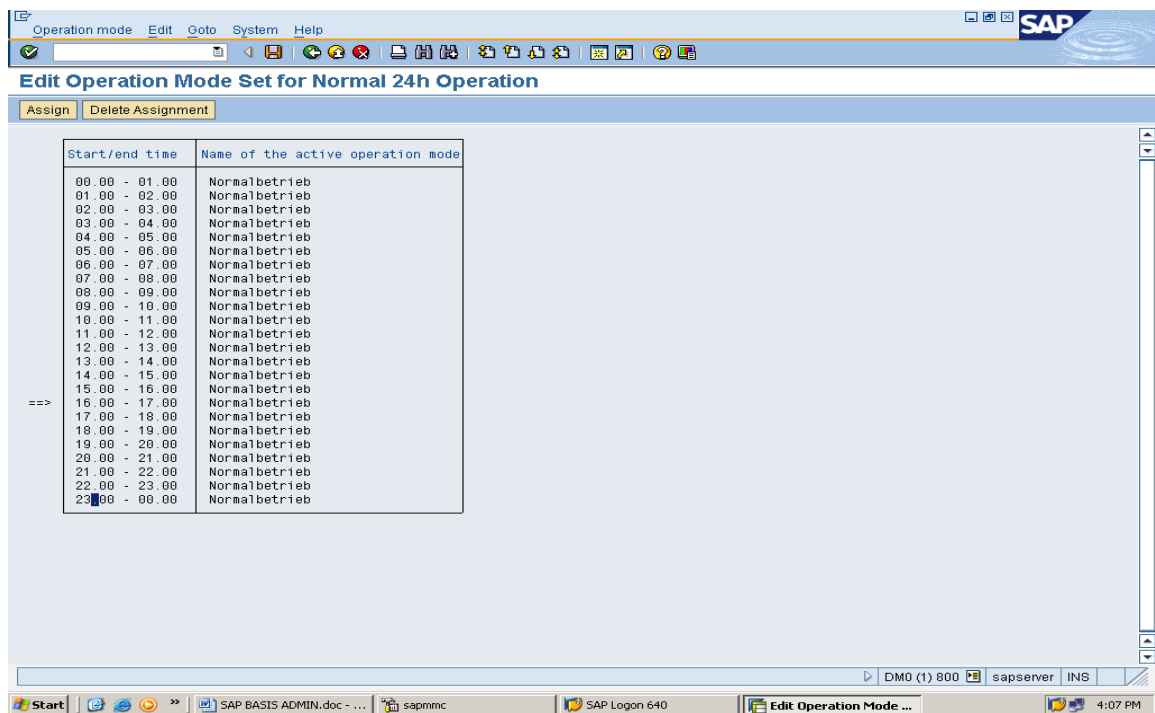 Operation mode Edit Goto System Help
SAP
Edit Operation Mode Set for Normal 24h Operation
Assign Delete Assignment
Start/end time Name of the active operation mode
00.00 - 01.00 Normalbetrieb
01.00 - 02.00 Normalbetrieb
02.00 - 03.00 Normalbetrieb
03.00 - 04.00 Normalbetrieb
04.00 - 05.00 Normalbetrieb
05.00 - 06.00 Normalbetrieb
06.00 - 07.00 Normalbetrieb
07.00 - 08.00 Normalbetrieb
08.00 - 09.00 Normalbetrieb
09.00 - 10.00 Normalbetrieb
10.00 - 11.00 Normalbetrieb
11.00 - 12.00 Normalbetrieb
12.00 - 13.00 Normalbetrieb
13.00 - 14.00 Normalbetrieb
14.00 - 15.00 Normalbetrieb
15.00 - 16.00 Normalbetrieb
==> 16.00 - 17.00 Normalbetrieb
17.00 - 18.00 Normalbetrieb
18.00 - 19.00 Normalbetrieb
19.00 - 20.00 Normalbetrieb
20.00 - 21.00 Normalbetrieb
21.00 - 22.00 Normalbetrieb
22.00 - 23.00 Normalbetrieb
23.00 - 00.00 Normalbetrieb
DM0 (1) 800 sapserver INS
Start » SAP BASIS ADMIN.doc - ... sapmmc SAP Logon 640 Edit Operation Mode ... 4:07 PM